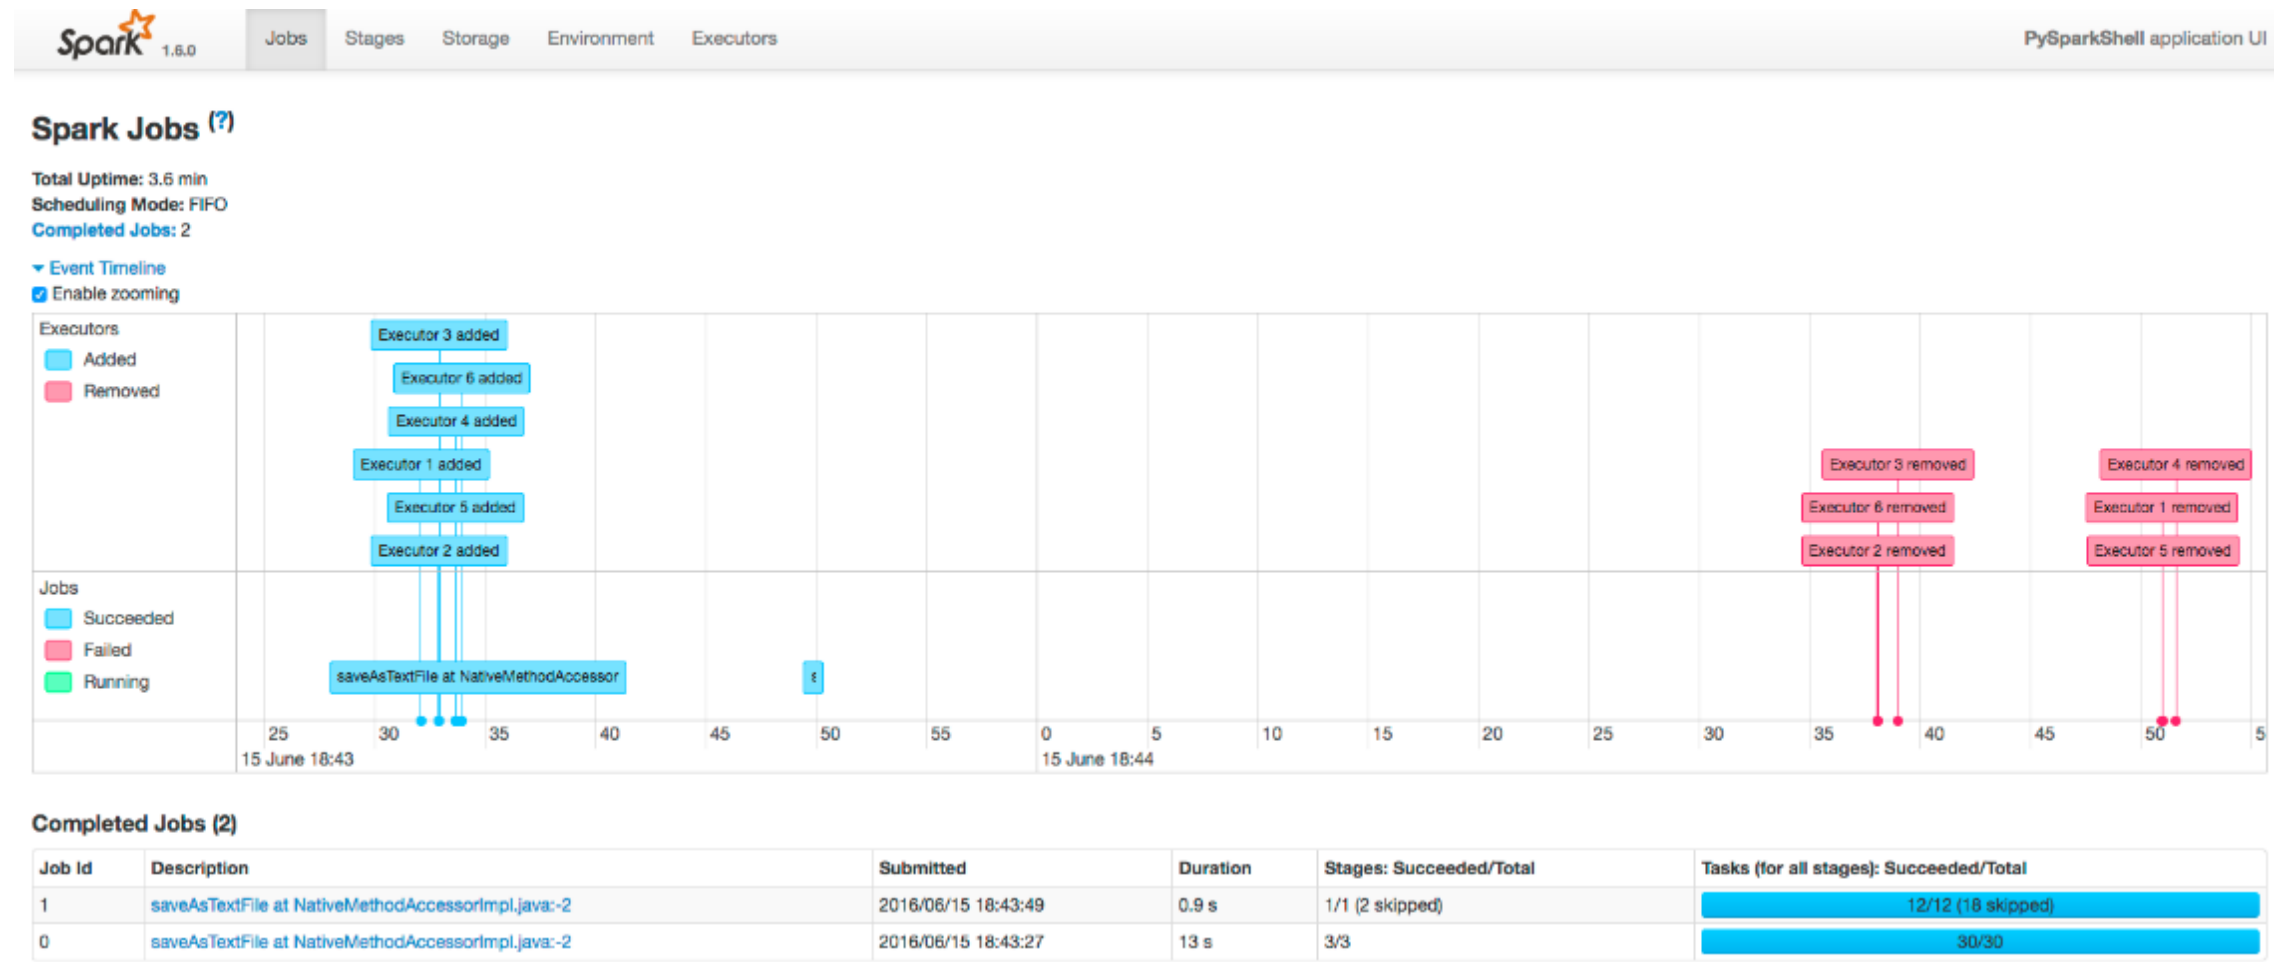 Spark 1.6.0 Jobs Stages Storage Environment Executors PySparkShell application UI
Spark Jobs (?)
Total Uptime: 3.6 min
Scheduling Mode: FIFO
Completed Jobs: 2
Event Timeline
Enable zooming
Executors
Added
Removed
Executor 3 added
Executor 6 added
Executor 4 added
Executor 1 added
Executor 5 added
Executor 2 added
Executor 3 removed
Executor 6 removed
Executor 2 removed
Executor 4 removed
Executor 1 removed
Executor 5 removed
Jobs
Succeeded
Failed
Running
saveAsTextFile at NativeMethodAccessor
s
25 30 35 40 45 50 55 0 5 10 15 20 25 30 35 40 45 50 5
15 June 18:43 15 June 18:44
Completed Jobs (2)
Job Id Description Submitted Duration Stages: Succeeded/Total Tasks (for all stages): Succeeded/Total
1 saveAsTextFile at NativeMethodAccessorImpl.java:-2 2016/06/15 18:43:49 0.9 s 1/1 (2 skipped) 12/12 (18 skipped)
0 saveAsTextFile at NativeMethodAccessorImpl.java:-2 2016/06/15 18:43:27 13 s 3/3 30/30